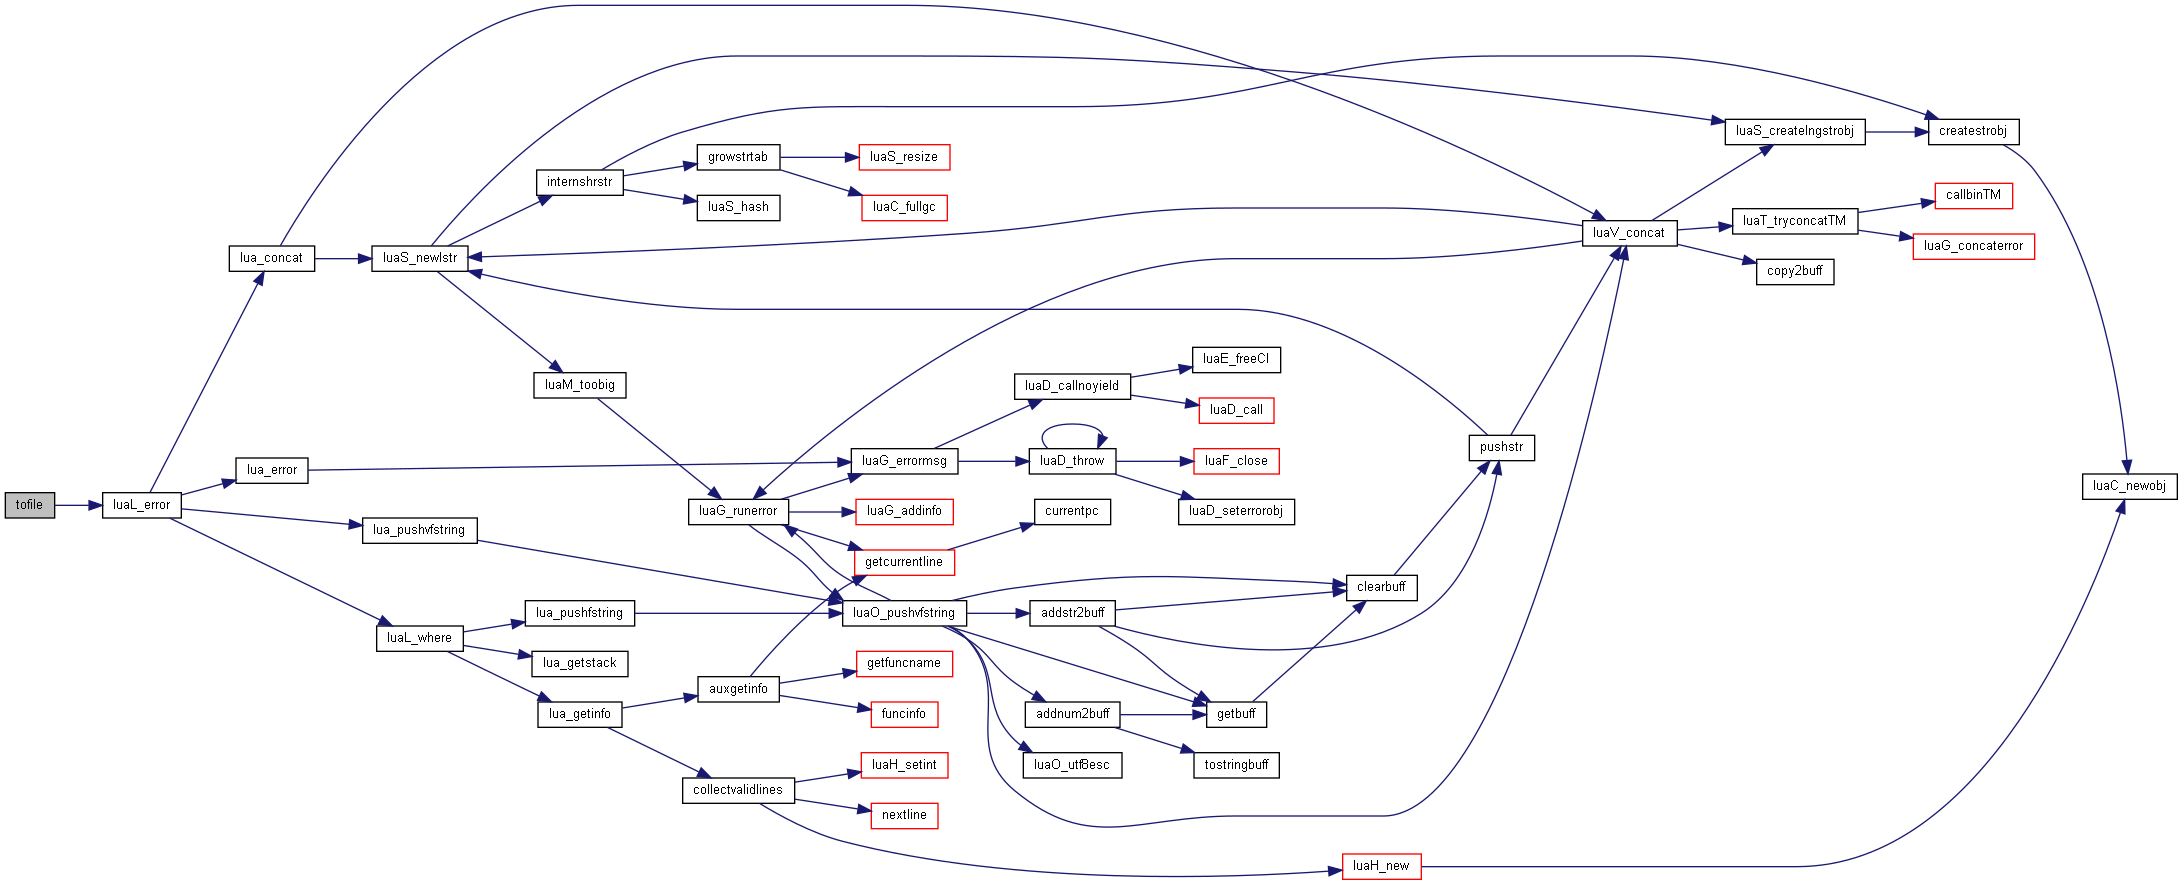 tofile
luaL_error
lua_concat
lua_error
lua_pushvfstring
luaL_where
luaS_newlstr
lua_pushfstring
lua_getstack
lua_getinfo
internshrstr
luaM_toobig
growstrtab
luaS_hash
luaS_resize
luaC_fullgc
luaG_runerror
auxgetinfo
collectvalidlines
luaG_errormsg
luaG_addinfo
getcurrentline
luaO_pushvfstring
getfuncname
funcinfo
luaH_setint
nextline
luaD_callnoyield
luaD_throw
currentpc
addstr2buff
addnum2buff
luaO_utf8esc
luaE_freeCI
luaD_call
luaF_close
luaD_seterrorobj
getbuff
tostringbuff
clearbuff
luaH_new
pushstr
luaV_concat
luaS_createlngstrobj
luaT_tryconcatTM
copy2buff
createstrobj
callbinTM
luaG_concaterror
luaC_newobj